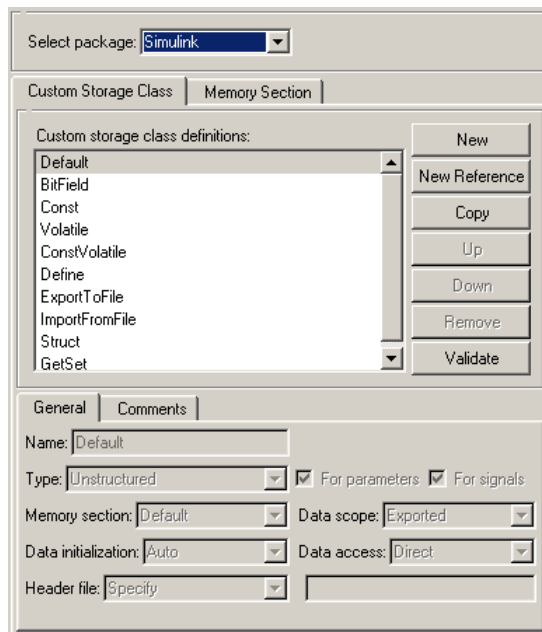 Select package: Simulink
Custom Storage Class Memory Section
Custom storage class definitions:
Default
BitField
Const
Volatile
ConstVolatile
Define
ExportToFile
ImportFromFile
Struct
GetSet
New
New Reference
Copy
Up
Down
Remove
Validate
General Comments
Name: Default
Type: Unstructured For parameters For signals
Memory section: Default Data scope: Exported
Data initialization: Auto Data access: Direct
Header file: Specify